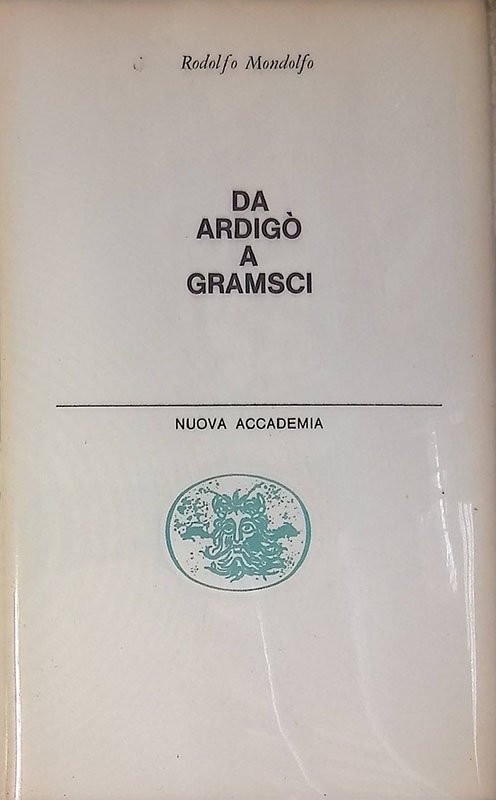 Rodolfo Mondolfo
DA
ARDIGÒ
A
GRAMSCI
NUOVA ACCADEMIA